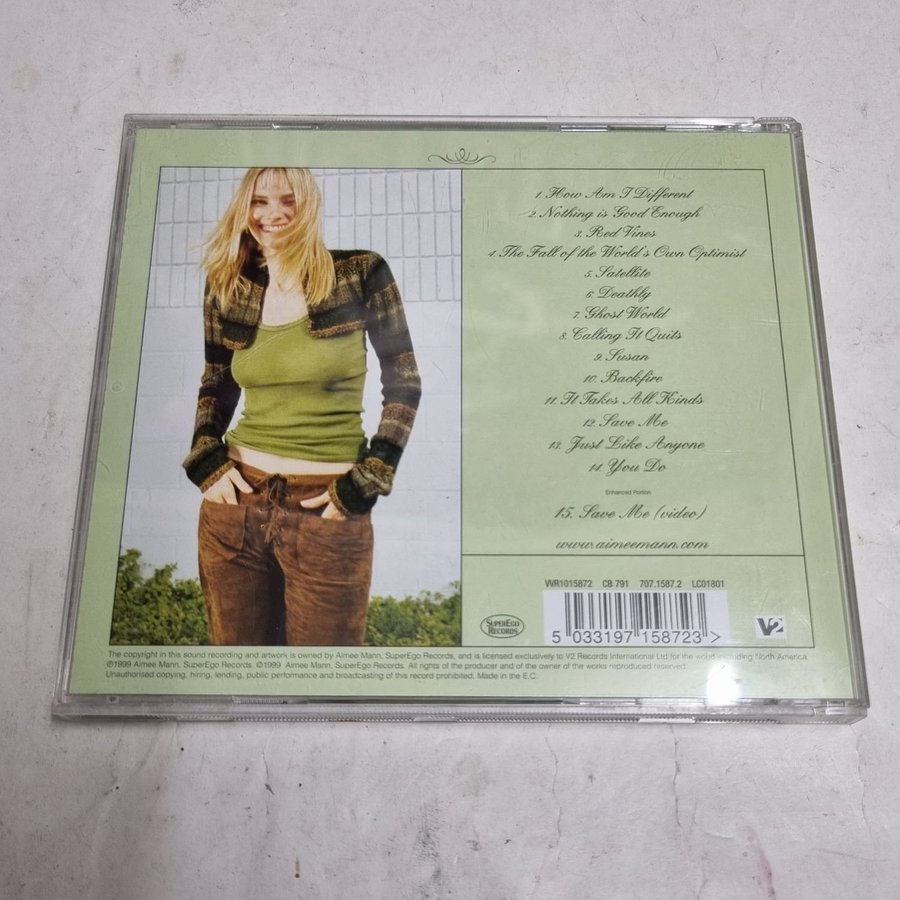 1. How Am I Different
2. Nothing is Good Enough
3. Red Vines
4. The Fall of the World's Own Optimist
5. Satellite
6. Deathly
7. Ghost World
8. Calling It Quits
9. Susan
10. Backfire
11. It Takes All Kinds
12. Save Me
13. Just Like Anyone
14. You Do
Enhanced Portion
15. Save Me (video)
www.aimeemann.com
VVR1015872 CB 791 707.1587.2 LC01801
SUPEREGO RECORDS
5 033197 158723 >
V2
The copyright in this sound recording and artwork is owned by Aimee Mann, SuperEgo Records, and is licensed exclusively to V2 Records International Ltd for the world excluding North America.
℗1999 Aimee Mann, SuperEgo Records. ©1999 Aimee Mann, SuperEgo Records. All rights of the producer and of the owner of the works reproduced reserved.
Unauthorised copying, hiring, lending, public performance and broadcasting of this record prohibited. Made in the E.C.